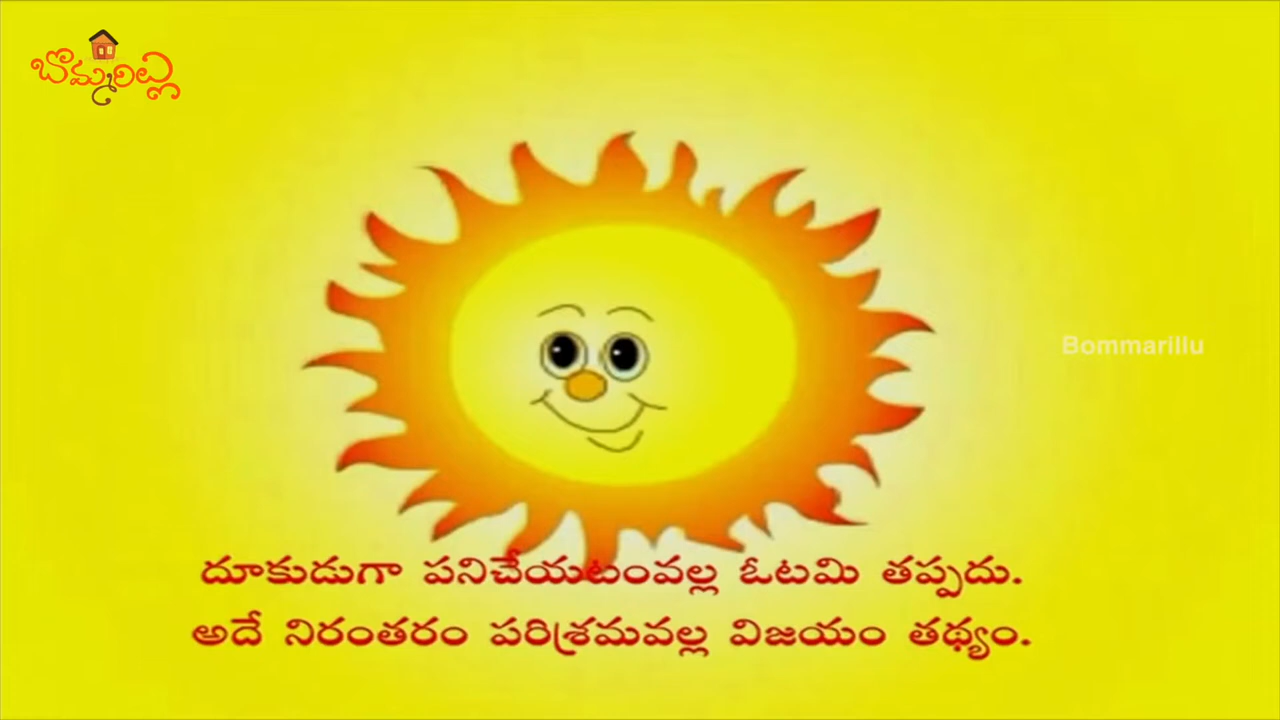 బొమ్మరిల్లు
Bommarillu
దూకుడుగా పనిచేయటంవల్ల ఓటమి తప్పదు.
అదే నిరంతరం పరిశ్రమవల్ల విజయం తథ్యం.